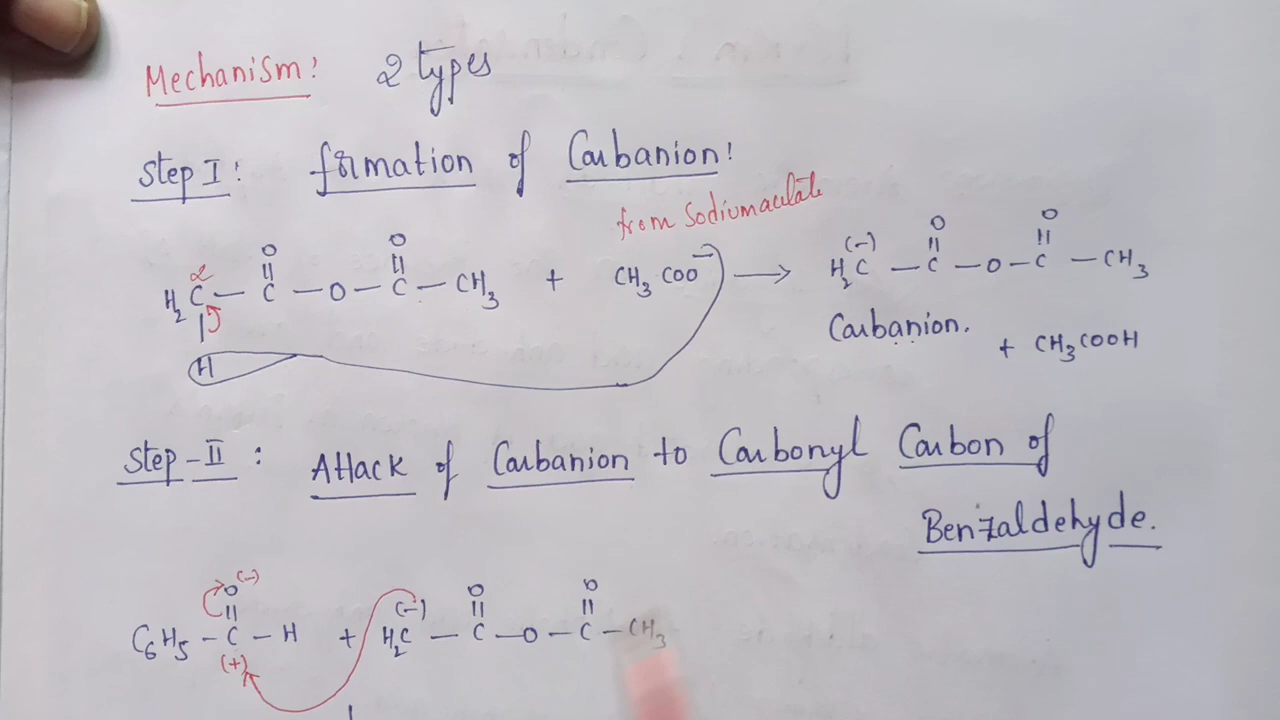 Mechanism: 2 types
Step I: formation of Carbanion:
from Sodiumacetate
α O O (-) O O
H2C – C – O – C – CH3 + CH3COO⁻ → H2C – C – O – C – CH3
H
Carbanion.
+ CH3COOH
Step-II: Attack of Carbanion to Carbonyl Carbon of
Benzaldehyde.
O(-) (-) O O
C6H5 – C – H + H2C – C – O – C – CH3
(+)